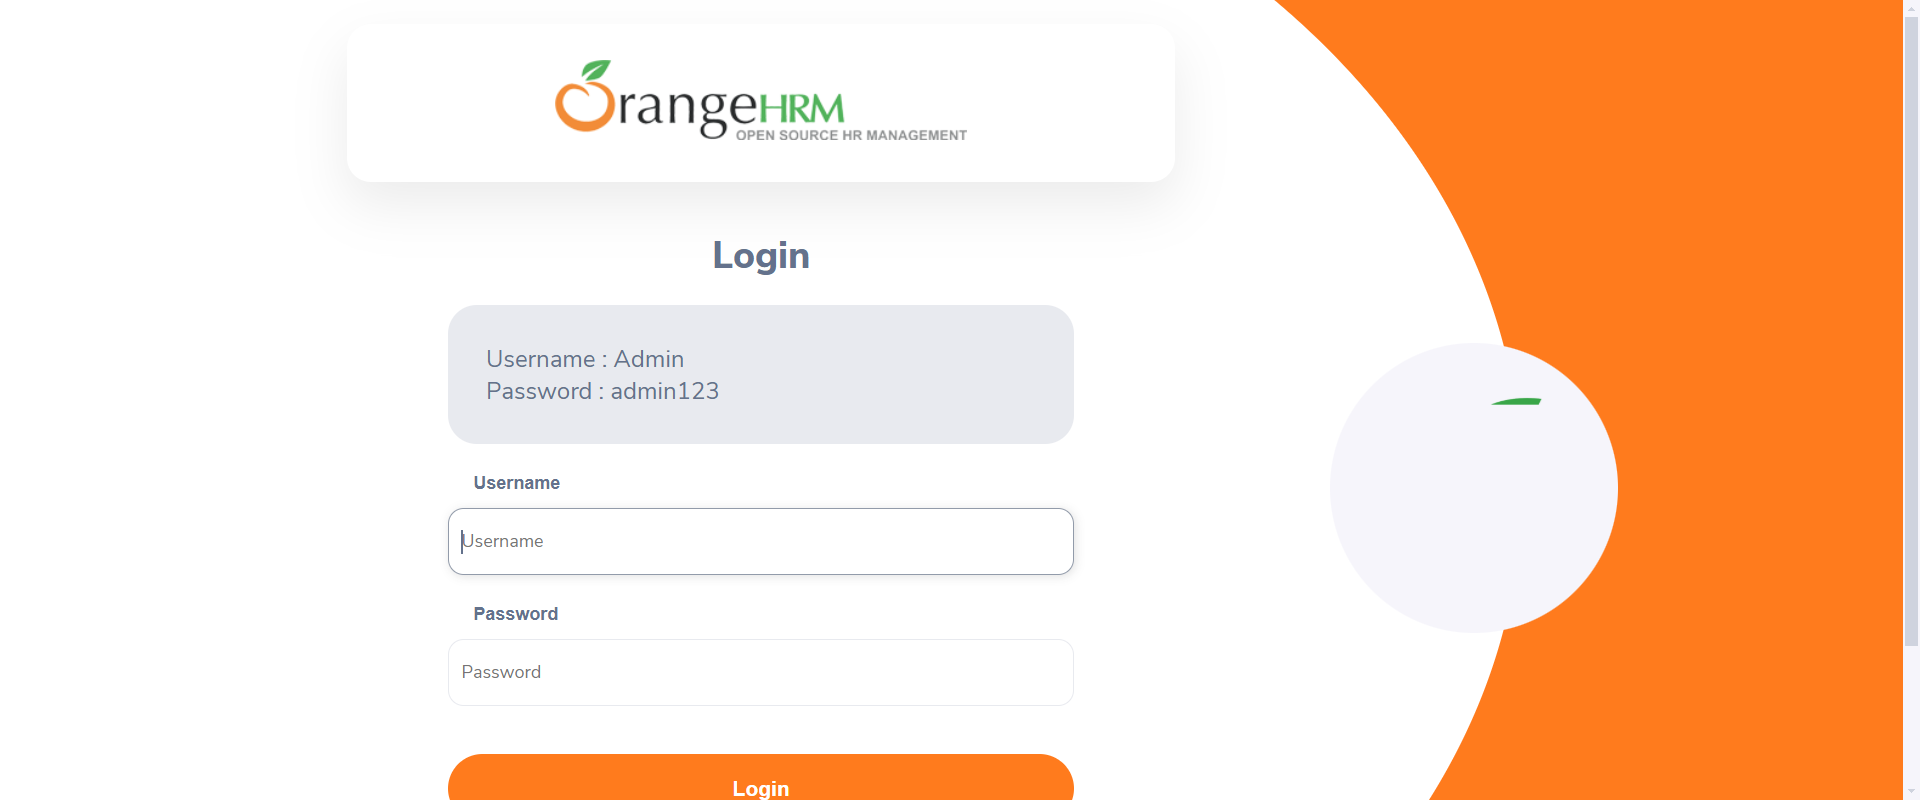 OrangeHRM
OPEN SOURCE HR MANAGEMENT
Login
Username : Admin
Password : admin123
Username
Username
Password
Password
Login